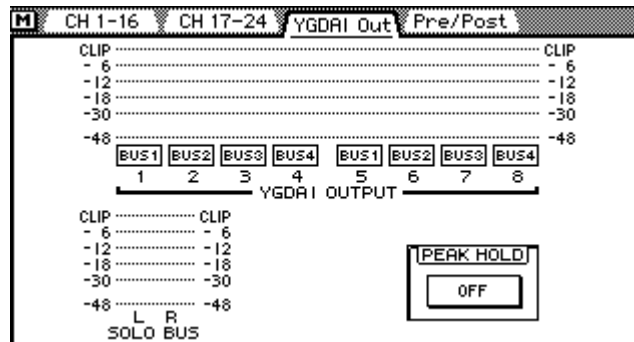 M CH 1-16 CH 17-24 YGDAI Out Pre/Post
CLIP CLIP
- 6 - 6
-12 -12
-18 -18
-30 -30
-48 -48
BUS1 BUS2 BUS3 BUS4 BUS1 BUS2 BUS3 BUS4
1 2 3 4 5 6 7 8
YGDAI OUTPUT
CLIP CLIP
- 6 - 6
-12 -12
-18 -18
-30 -30
-48 -48
L R
SOLO BUS
PEAK HOLD
OFF